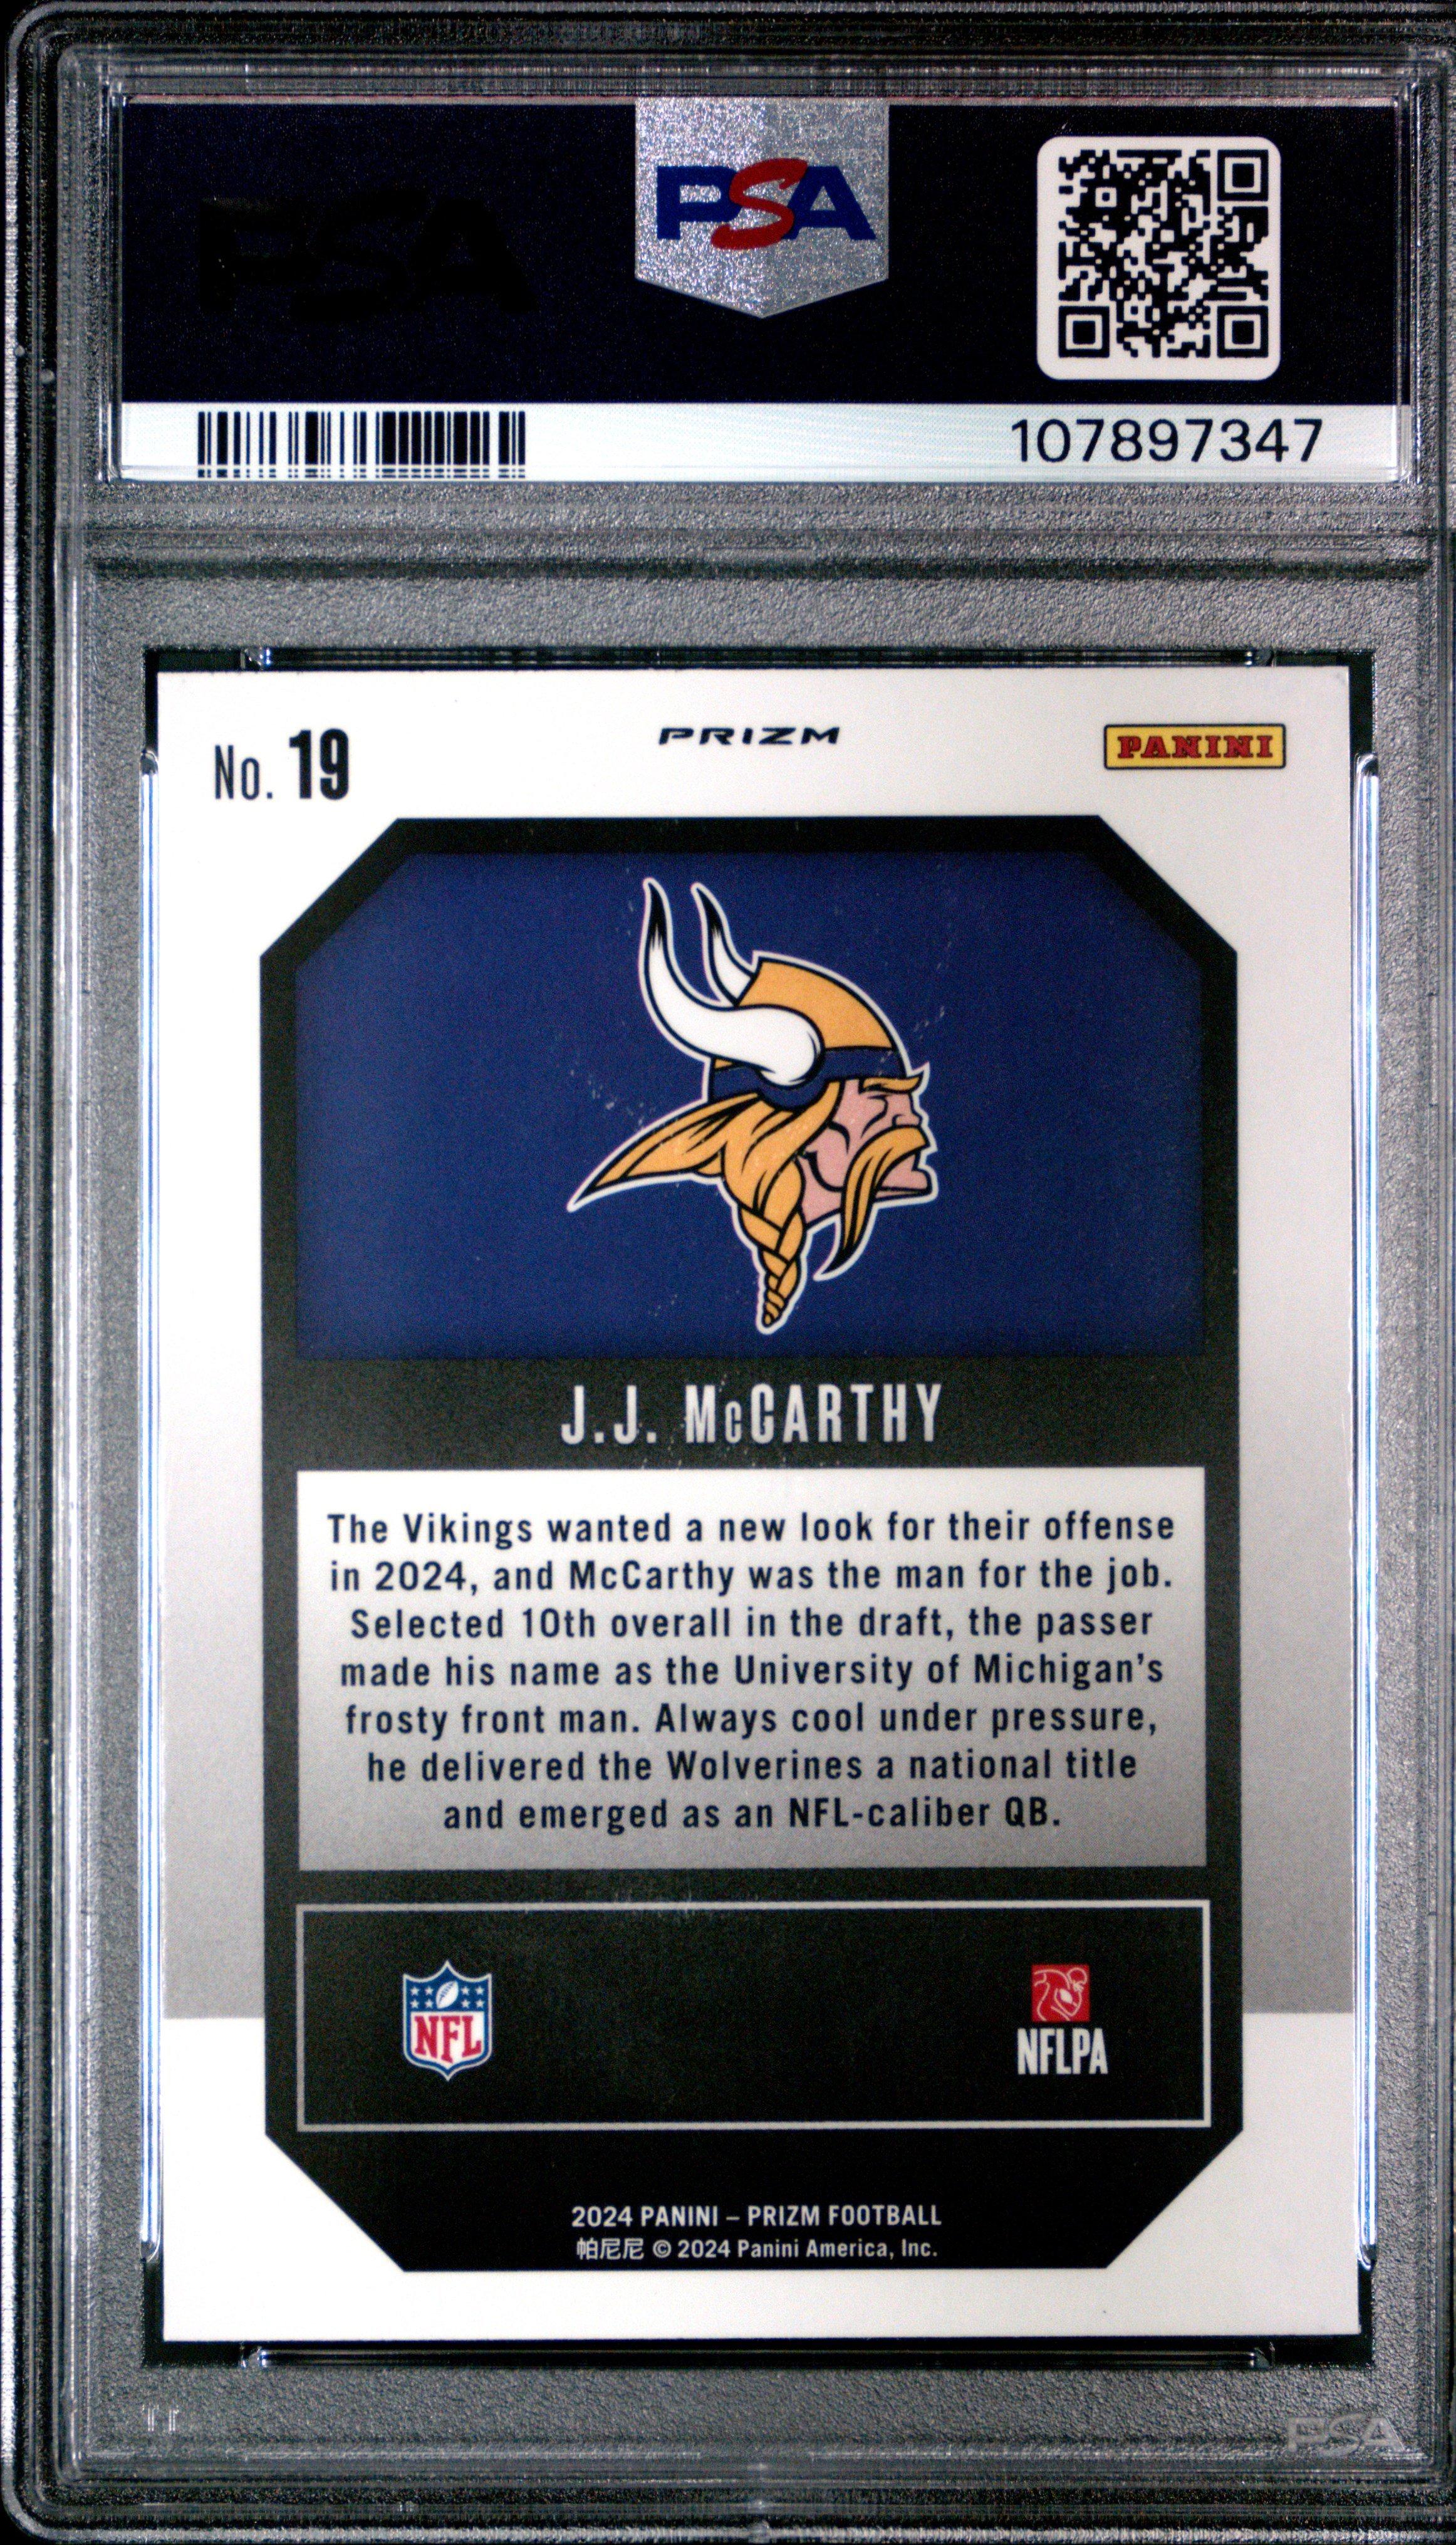 PSA
PSA
107897347
No. 19
PRIZM
PANINI
J.J. McCARTHY
The Vikings wanted a new look for their offense
in 2024, and McCarthy was the man for the job.
Selected 10th overall in the draft, the passer
made his name as the University of Michigan's
frosty front man. Always cool under pressure,
he delivered the Wolverines a national title
and emerged as an NFL-caliber QB.
NFL
NFLPA
2024 PANINI – PRIZM FOOTBALL
帕尼尼 © 2024 Panini America, Inc.
PSA